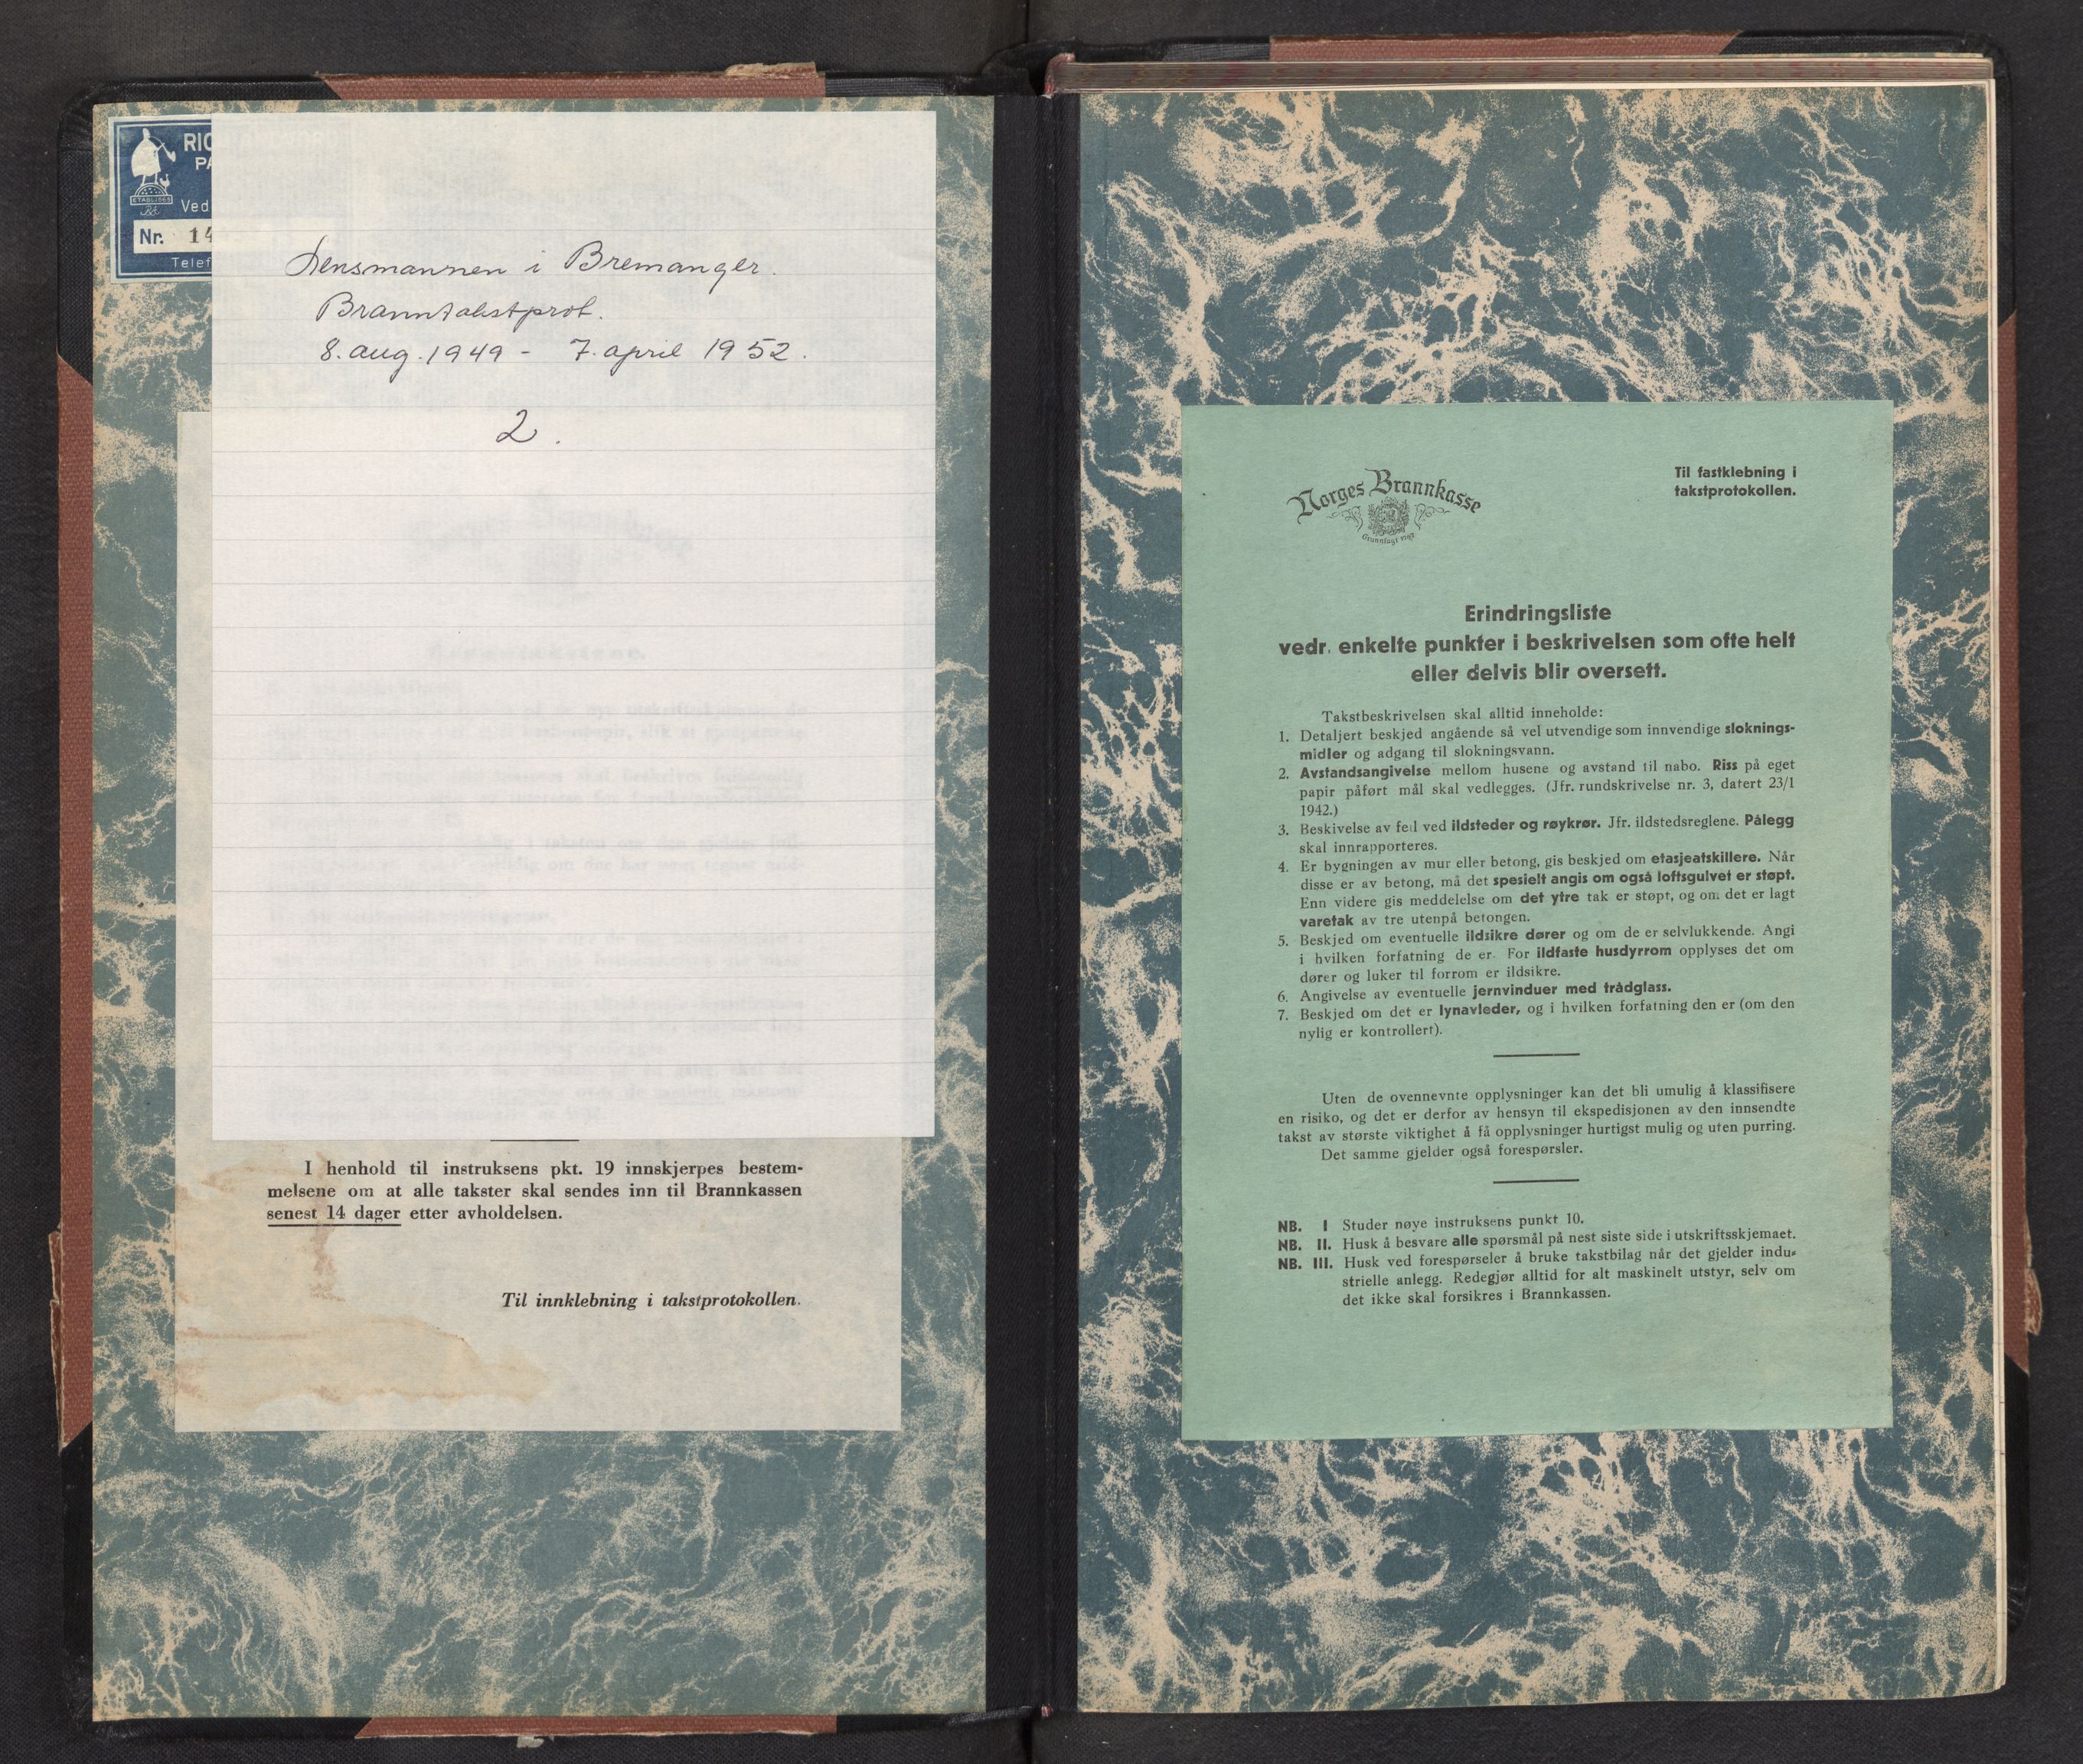 Nr. 14
Ved
Telef
ETABL 1865
Lensmannen i Bremanger.
Branntakstprot.
8. aug. 1949 - 7. april 1952.
2.
I henhold til instruksens pkt. 19 innskjerpes bestem-
melsene om at alle takster skal sendes inn til Brannkassen
senest 14 dager etter avholdelsen.
Til innklebning i takstprotokollen.
Norges Brannkasse
Grunnlagt 1767
Til fastklebning i
takstprotokollen.
Erindringsliste
vedr. enkelte punkter i beskrivelsen som ofte helt
eller delvis blir oversett.
Takstbeskrivelsen skal alltid inneholde:
1. Detaljert beskjed angående så vel utvendige som innvendige sloknings-
midler og adgang til slokningsvann.
2. Avstandsangivelse mellom husene og avstand til nabo. Riss på eget
papir påført mål skal vedlegges. (Jfr. rundskrivelse nr. 3, datert 23/1
1942.)
3. Beskivelse av feil ved ildsteder og røykrør. Jfr. ildstedsreglene. Pålegg
skal innrapporteres.
4. Er bygningen av mur eller betong, gis beskjed om etasjeatskillere. Når
disse er av betong, må det spesielt angis om også loftsgulvet er støpt.
Enn videre gis meddelelse om det ytre tak er støpt, og om det er lagt
varetak av tre utenpå betongen.
5. Beskjed om eventuelle ildsikre dører og om de er selvlukkende. Angi
i hvilken forfatning de er. For ildfaste husdyrrom opplyses det om
dører og luker til forrom er ildsikre.
6. Angivelse av eventuelle jernvinduer med trådglass.
7. Beskjed om det er lynavleder, og i hvilken forfatning den er (om den
nylig er kontrollert).
Uten de ovennevnte opplysninger kan det bli umulig å klassifisere
en risiko, og det er derfor av hensyn til ekspedisjonen av den innsendte
takst av største viktighet å få opplysninger hurtigst mulig og uten purring.
Det samme gjelder også forespørsler.
NB. I Studer nøye instruksens punkt 10.
NB. II. Husk å besvare alle spørsmål på nest siste side i utskriftsskjemaet.
NB. III. Husk ved forespørseler å bruke takstbilag når det gjelder indu-
strielle anlegg. Redegjør alltid for alt maskinelt utstyr, selv om
det ikke skal forsikres i Brannkassen.